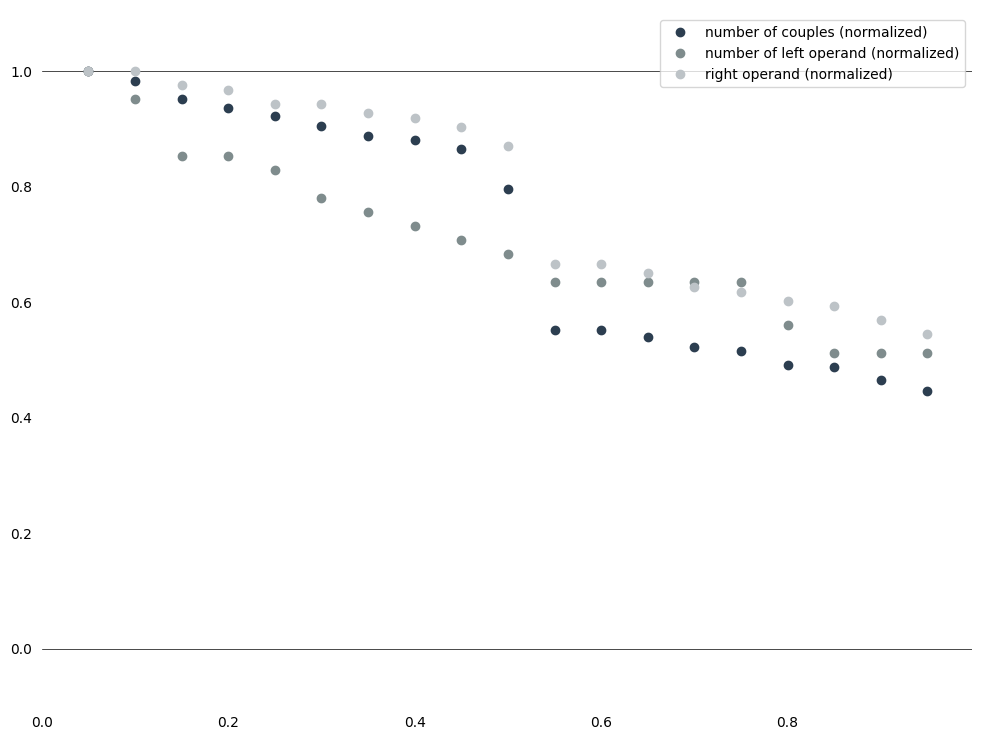 number of couples (normalized)
number of left operand (normalized)
right operand (normalized)
1.0
0.8
0.6
0.4
0.2
0.0
0.0 0.2 0.4 0.6 0.8